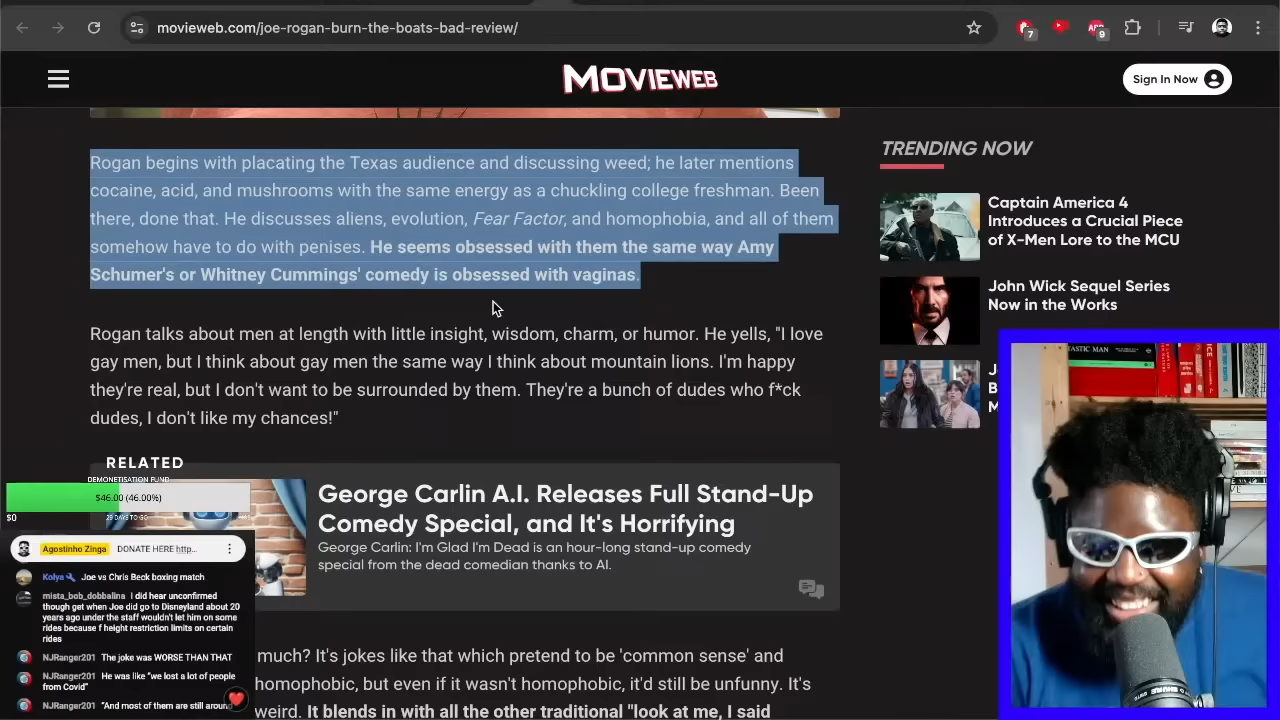 movieweb.com/joe-rogan-burn-the-boats-bad-review/
7
9
MOVIEWEB
Sign In Now
Rogan begins with placating the Texas audience and discussing weed; he later mentions
cocaine, acid, and mushrooms with the same energy as a chuckling college freshman. Been
there, done that. He discusses aliens, evolution, Fear Factor, and homophobia, and all of them
somehow have to do with penises. He seems obsessed with them the same way Amy
Schumer's or Whitney Cummings' comedy is obsessed with vaginas.
Rogan talks about men at length with little insight, wisdom, charm, or humor. He yells, "I love
gay men, but I think about gay men the same way I think about mountain lions. I'm happy
they're real, but I don't want to be surrounded by them. They're a bunch of dudes who f*ck
dudes, I don't like my chances!"
RELATED
George Carlin A.I. Releases Full Stand-Up
Comedy Special, and It's Horrifying
George Carlin: I'm Glad I'm Dead is an hour-long stand-up comedy
special from the dead comedian thanks to AI.
much? It's jokes like that which pretend to be 'common sense' and
homophobic, but even if it wasn't homophobic, it'd still be unfunny. It's
weird. It blends in with all the other traditional "look at me, I said
TRENDING NOW
Captain America 4
Introduces a Crucial Piece
of X-Men Lore to the MCU
John Wick Sequel Series
Now in the Works
J
B
M
DEMONETISATION FUND
$46.00 (46.00%)
$0
Agostinho Zinga DONATE HERE http...
Kolya Joe vs Chris Beck boxing match
mista_bob_dobbalina I did hear unconfirmed
though get when Joe did go to Disneyland about 20
years ago under the staff wouldn't let him on some
rides because f height restriction limits on certain
rides
NJRanger201 The joke was WORSE THAN THAT
NJRanger201 He was like "we lost a lot of people
from Covid"
NJRanger201 "And most of them are still around
TASTIC MAN